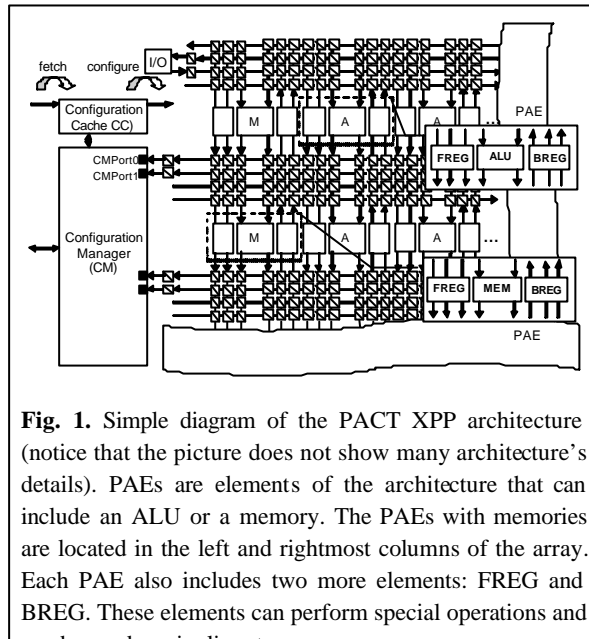 fetch configure I/O
Configuration
Cache CC)
M A A ... PAE
FREG ALU BREG
CMPort0
CMPort1
Configuration
Manager
(CM)
M A A ...
FREG MEM BREG
PAE
Fig. 1. Simple diagram of the PACT XPP architecture
(notice that the picture does not show many architecture's
details). PAEs are elements of the architecture that can
include an ALU or a memory. The PAEs with memories
are located in the left and rightmost columns of the array.
Each PAE also includes two more elements: FREG and
BREG. These elements can perform special operations and